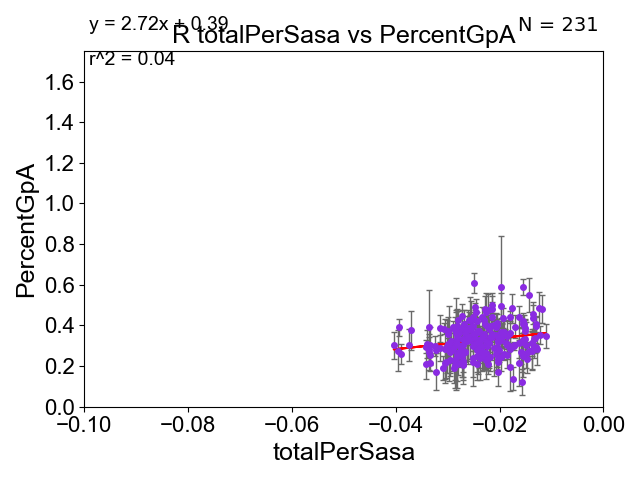 y = 2.72x + 0.39
R totalPerSasa vs PercentGpA
N = 231
r^2 = 0.04
PercentGpA
1.6
1.4
1.2
1.0
0.8
0.6
0.4
0.2
0.0
−0.10 −0.08 −0.06 −0.04 −0.02 0.00
totalPerSasa